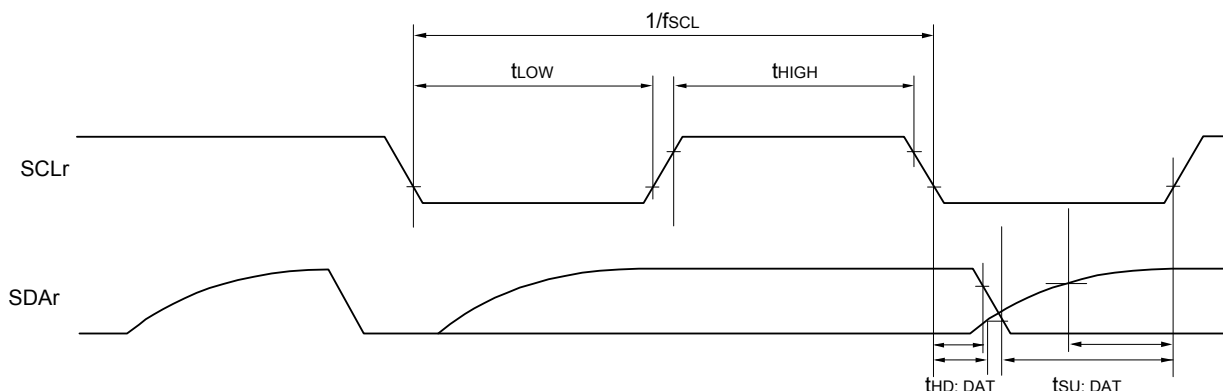 1/fSCL
tLOW tHIGH
SCLr
SDAr
tHD: DAT tSU: DAT